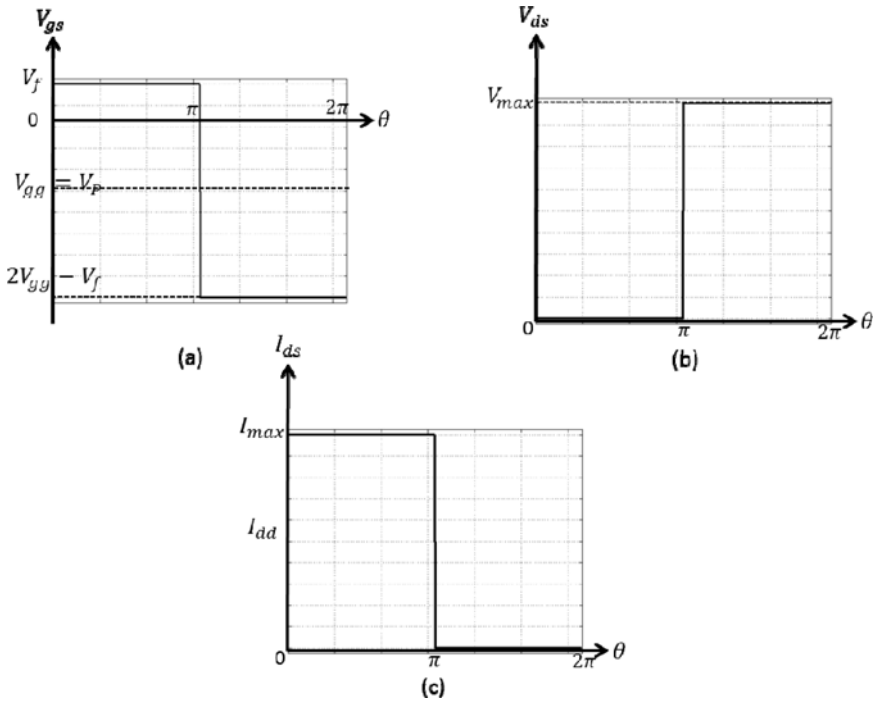 V_gs
V_f
0
π
2π
θ
V_gg = V_p
2V_gg − V_f
(a)
V_ds
V_max
0
π
2π
θ
(b)
I_ds
I_max
I_dd
0
π
2π
θ
(c)